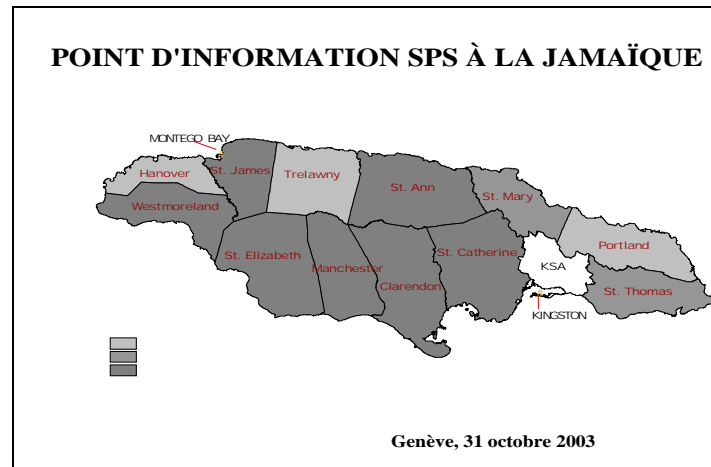 POINT D'INFORMATION SPS À LA JAMAÏQUE
MONTEGO BAY
Hanover
St. James
Trelawny
St. Ann
St. Mary
Westmoreland
Portland
St. Elizabeth
Manchester
St. Catherine
KSA
Clarendon
St. Thomas
KINGSTON
Genève, 31 octobre 2003